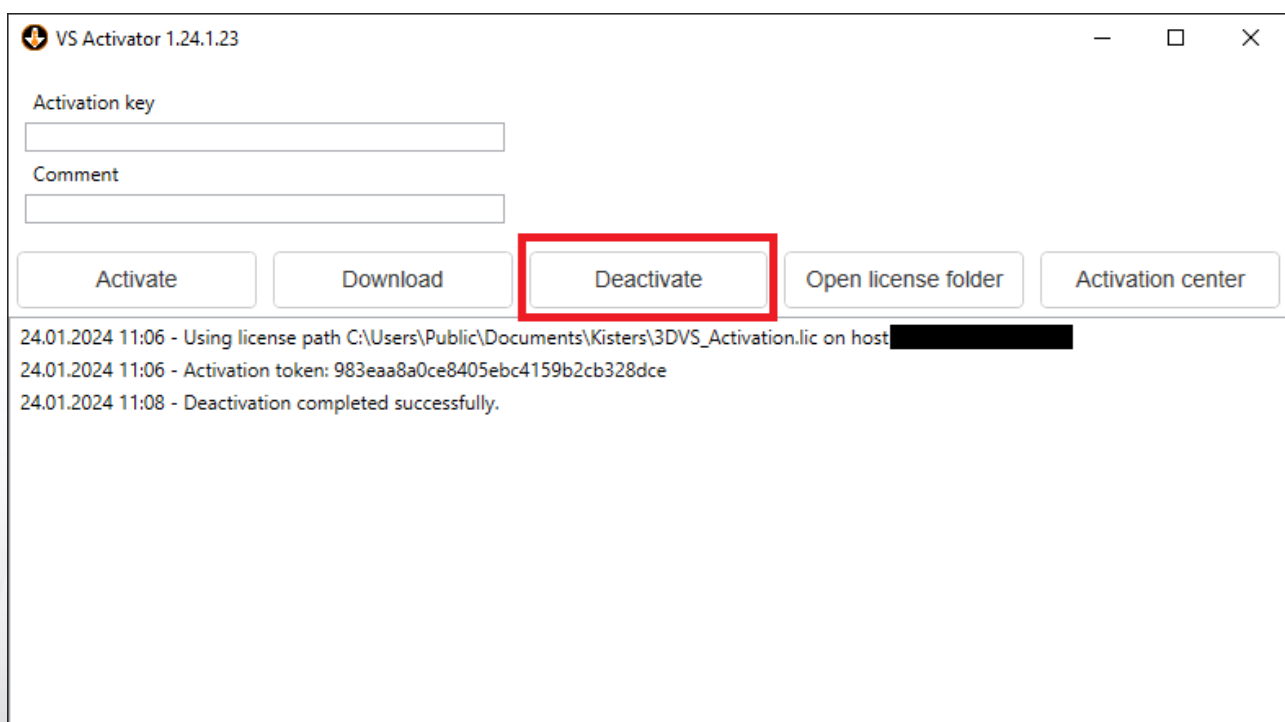 VS Activator 1.24.1.23
Activation key
Comment
Activate
Download
Deactivate
Open license folder
Activation center
24.01.2024 11:06 - Using license path C:\Users\Public\Documents\Kisters\3DVS_Activation.lic on host
24.01.2024 11:06 - Activation token: 983eaa8a0ce8405ebc4159b2cb328dce
24.01.2024 11:08 - Deactivation completed successfully.